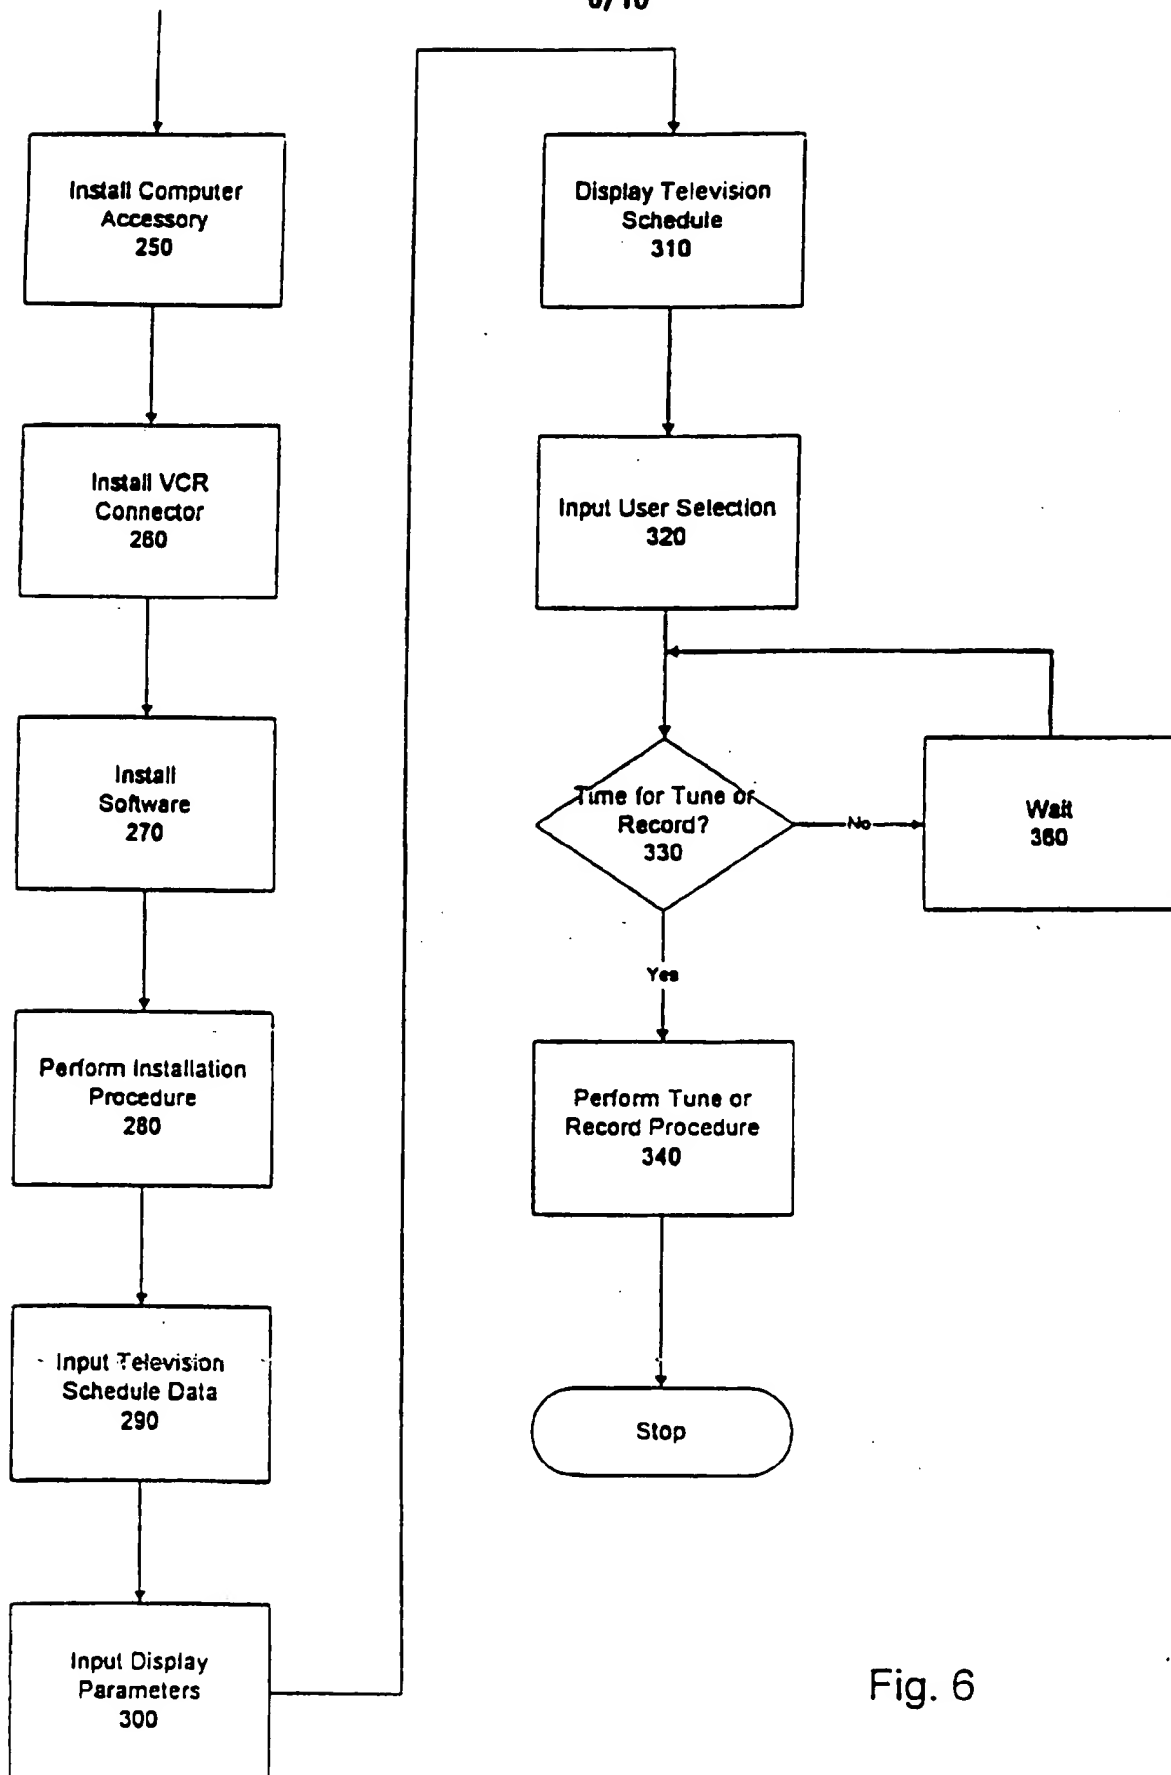 Install Computer
Accessory
250
Install VCR
Connector
260
Install
Software
270
Perform Installation
Procedure
280
Input Television
Schedule Data
290
Input Display
Parameters
300
Display Television
Schedule
310
Input User Selection
320
Time for Tune or
Record?
330
No
Wait
360
Yes
Perform Tune or
Record Procedure
340
Stop
Fig. 6